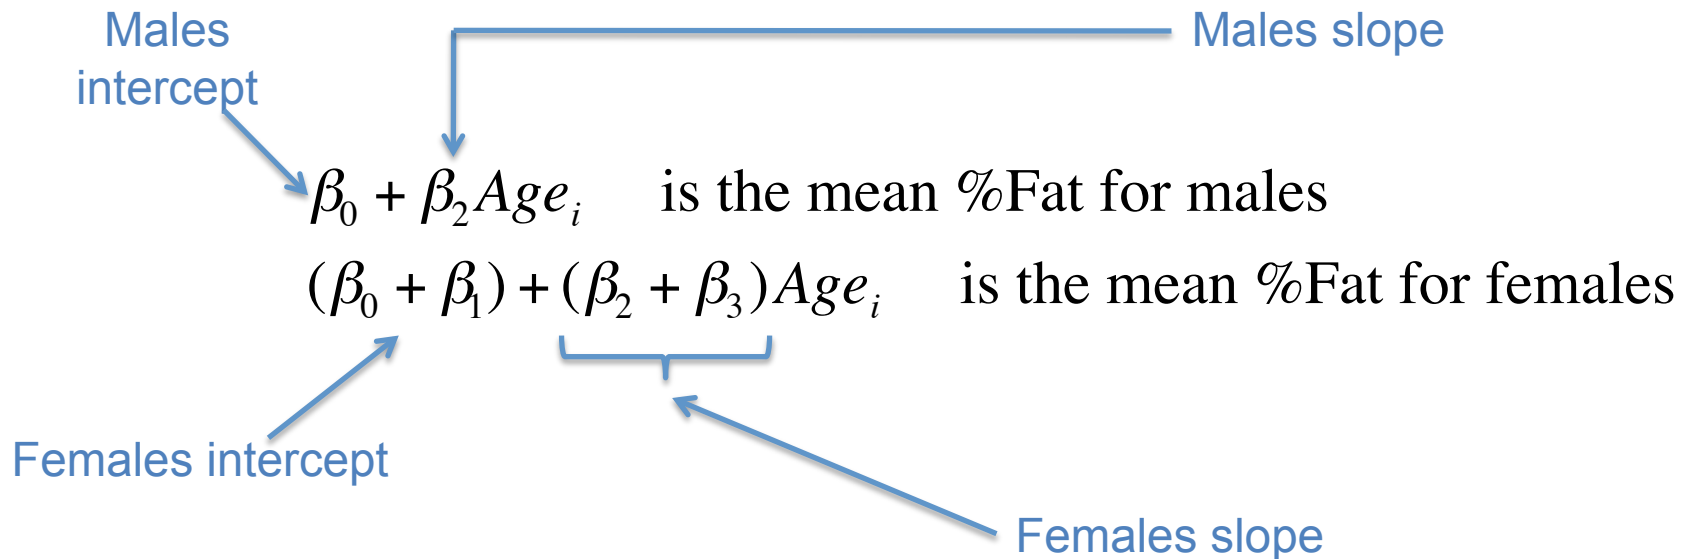 Males
intercept
Males slope
β₀ + β₂Ageᵢ is the mean %Fat for males
(β₀ + β₁) + (β₂ + β₃)Ageᵢ is the mean %Fat for females
Females intercept
Females slope